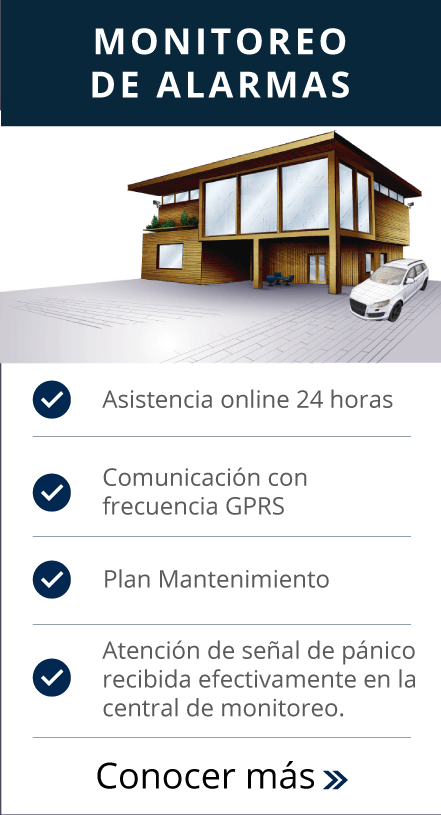 MONITOREO
DE ALARMAS
Asistencia online 24 horas
Comunicación con
frecuencia GPRS
Plan Mantenimiento
Atención de señal de pánico
recibida efectivamente en la
central de monitoreo.
Conocer más